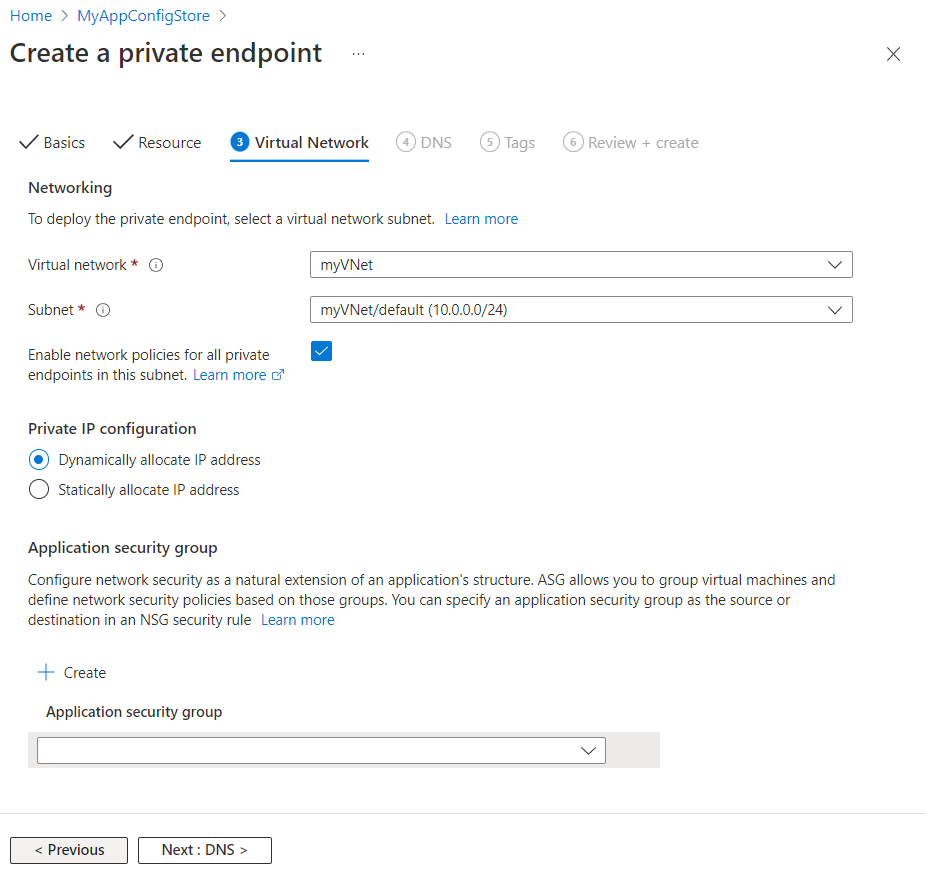 Home > MyAppConfigStore >
Create a private endpoint ...
Basics Resource 3 Virtual Network 4 DNS 5 Tags 6 Review + create
Networking
To deploy the private endpoint, select a virtual network subnet. Learn more
Virtual network * myVNet
Subnet * myVNet/default (10.0.0.0/24)
Enable network policies for all private
endpoints in this subnet. Learn more
Private IP configuration
Dynamically allocate IP address
Statically allocate IP address
Application security group
Configure network security as a natural extension of an application's structure. ASG allows you to group virtual machines and
define network security policies based on those groups. You can specify an application security group as the source or
destination in an NSG security rule Learn more
+ Create
Application security group
< Previous Next : DNS >